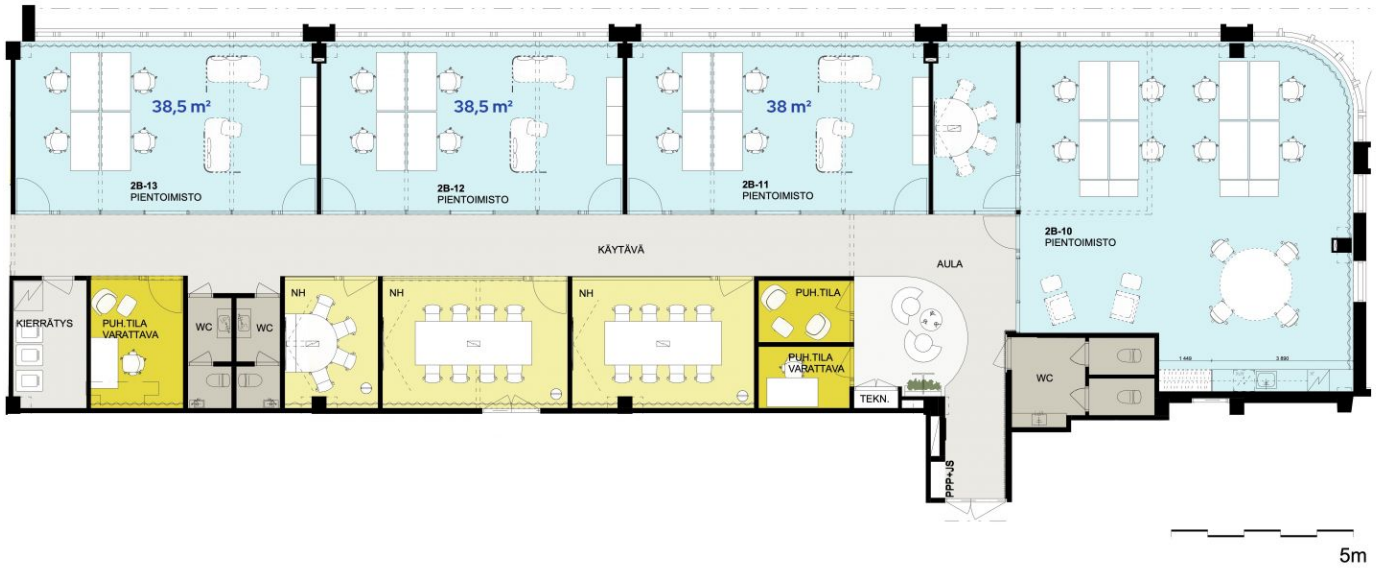 38,5 m²
38,5 m²
38 m²
2B-13
PIENTOIMISTO
2B-12
PIENTOIMISTO
2B-11
PIENTOIMISTO
2B-10
PIENTOIMISTO
KÄYTÄVÄ
AULA
KIERRÄTYS
PUH.TILA
VARATTAVA
WC
WC
NH
NH
NH
PUH.TILA
PUH.TILA
VARATTAVA
TEKN.
WC
1 449
PPP+JS
5m